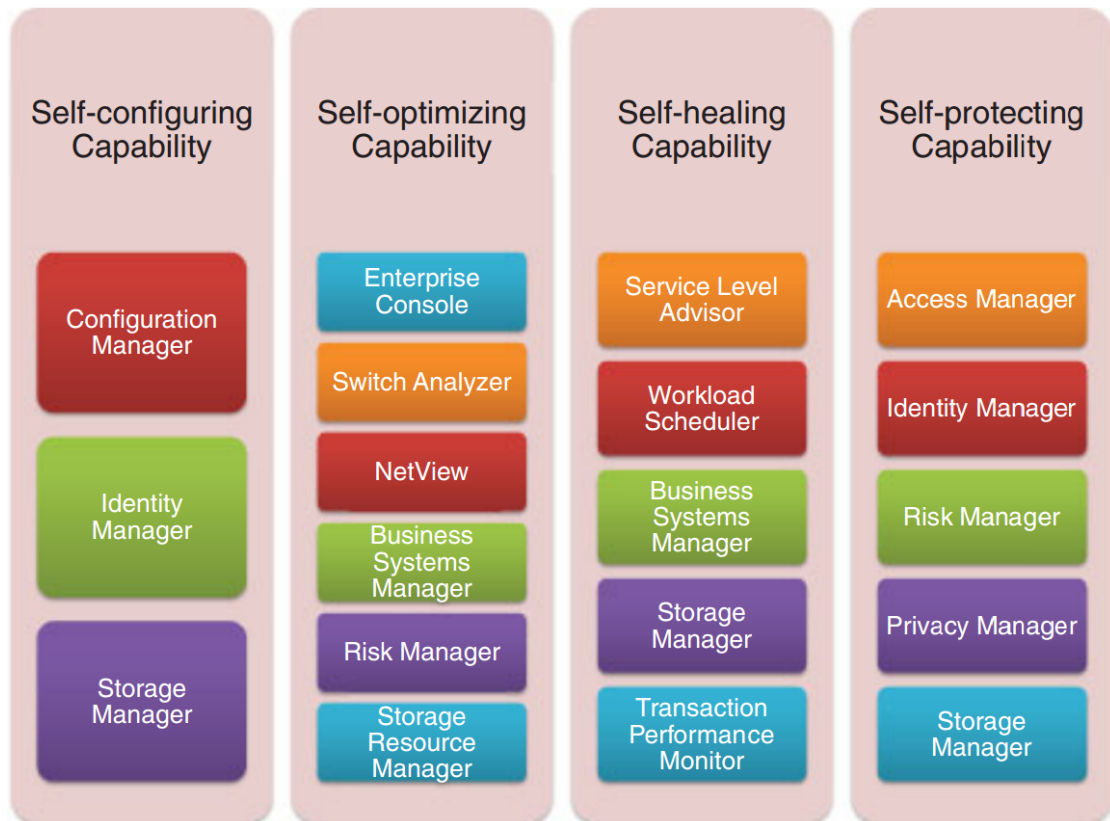 Self-configuring
Capability
Configuration
Manager
Identity
Manager
Storage
Manager
Self-optimizing
Capability
Enterprise
Console
Switch Analyzer
NetView
Business
Systems
Manager
Risk Manager
Storage
Resource
Manager
Self-healing
Capability
Service Level
Advisor
Workload
Scheduler
Business
Systems
Manager
Storage
Manager
Transaction
Performance
Monitor
Self-protecting
Capability
Access Manager
Identity Manager
Risk Manager
Privacy Manager
Storage
Manager